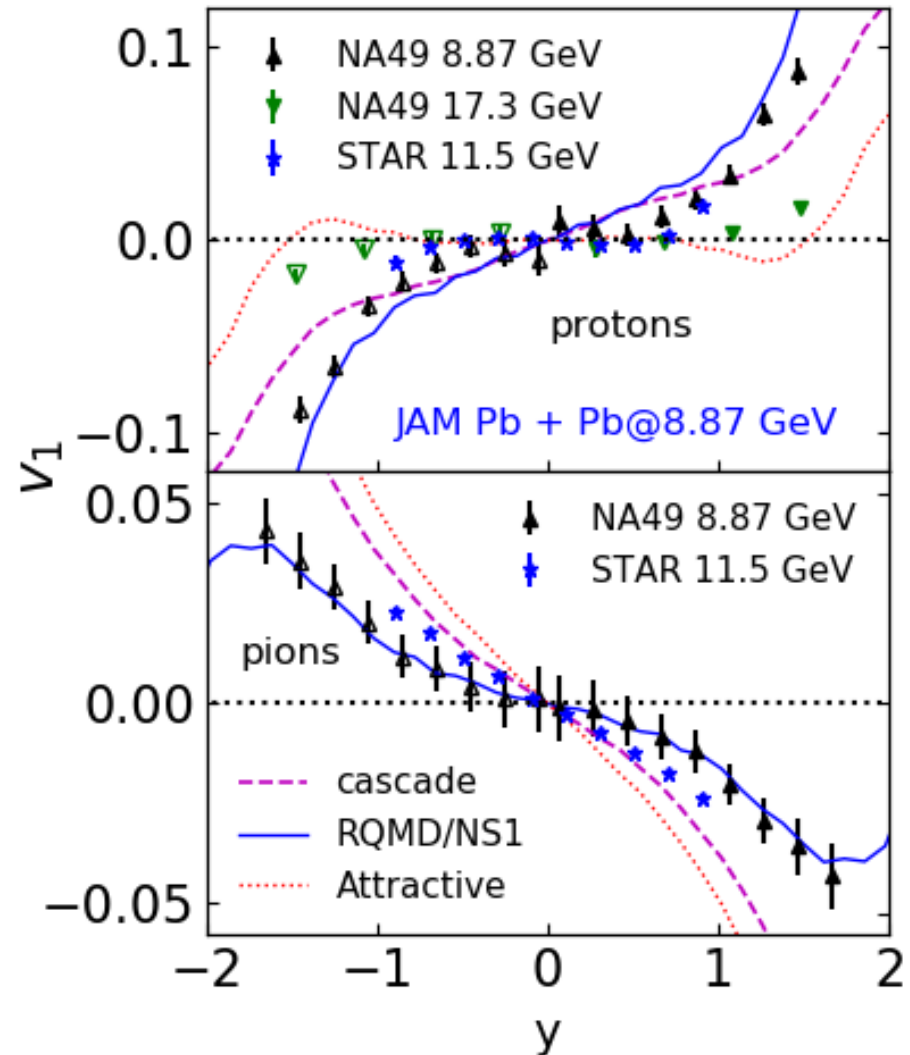 0.1
0.0
−0.1
NA49 8.87 GeV
NA49 17.3 GeV
STAR 11.5 GeV
protons
JAM Pb + Pb@8.87 GeV
v1
0.05
0.00
−0.05
NA49 8.87 GeV
STAR 11.5 GeV
pions
cascade
RQMD/NS1
Attractive
−2 −1 0 1 2
y